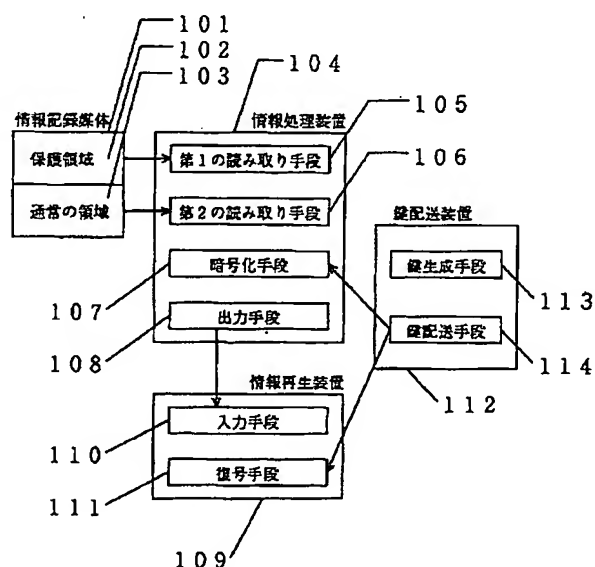 101
102
103
104
情報記録媒体
情報処理装置
105
保護領域
第1の読み取り手段
106
通常の領域
第2の読み取り手段
鍵配送装置
暗号化手段
鍵生成手段
113
107
出力手段
鍵配送手段
114
108
112
情報再生装置
入力手段
110
復号手段
111
109